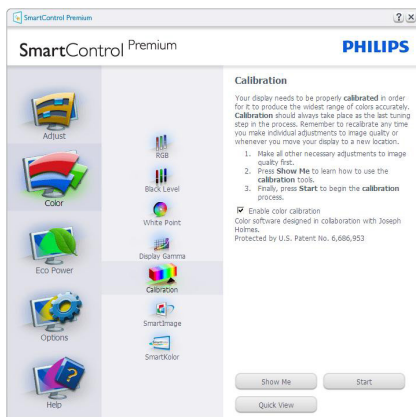 SmartControl Premium
SmartControl Premium
PHILIPS
Adjust
Color
Eco Power
Options
Help
RGB
Black Level
White Point
Display Gamma
Calibration
SmartImage
SmartKolor
Calibration
Your display needs to be properly calibrated in order
for it to produce the widest range of colors accurately.
Calibration should always take place as the last tuning
step in the process. Remember to recalibrate any time
you make individual adjustments to image quality or
whenever you move your display to a new location.
1. Make all other necessary adjustments to image
quality first.
2. Press Show Me to learn how to use the
calibration tools.
3. Finally, press Start to begin the calibration
process.
Enable color calibration
Color software designed in collaboration with Joseph
Holmes.
Protected by U.S. Patent No. 6,686,953
Show Me
Start
Quick View